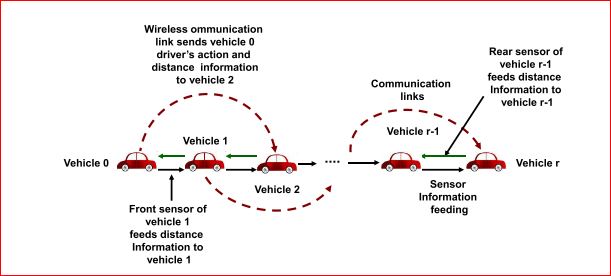 Wireless ommunication
link sends vehicle 0
driver's action and
distance information
to vehicle 2
Rear sensor of
vehicle r-1
feeds distance
Information to
vehicle r-1
Communication
links
Vehicle 1
Vehicle r-1
Vehicle 0
....
Vehicle r
Vehicle 2
Sensor
Information
feeding
Front sensor of
vehicle 1
feeds distance
Information to
vehicle 1